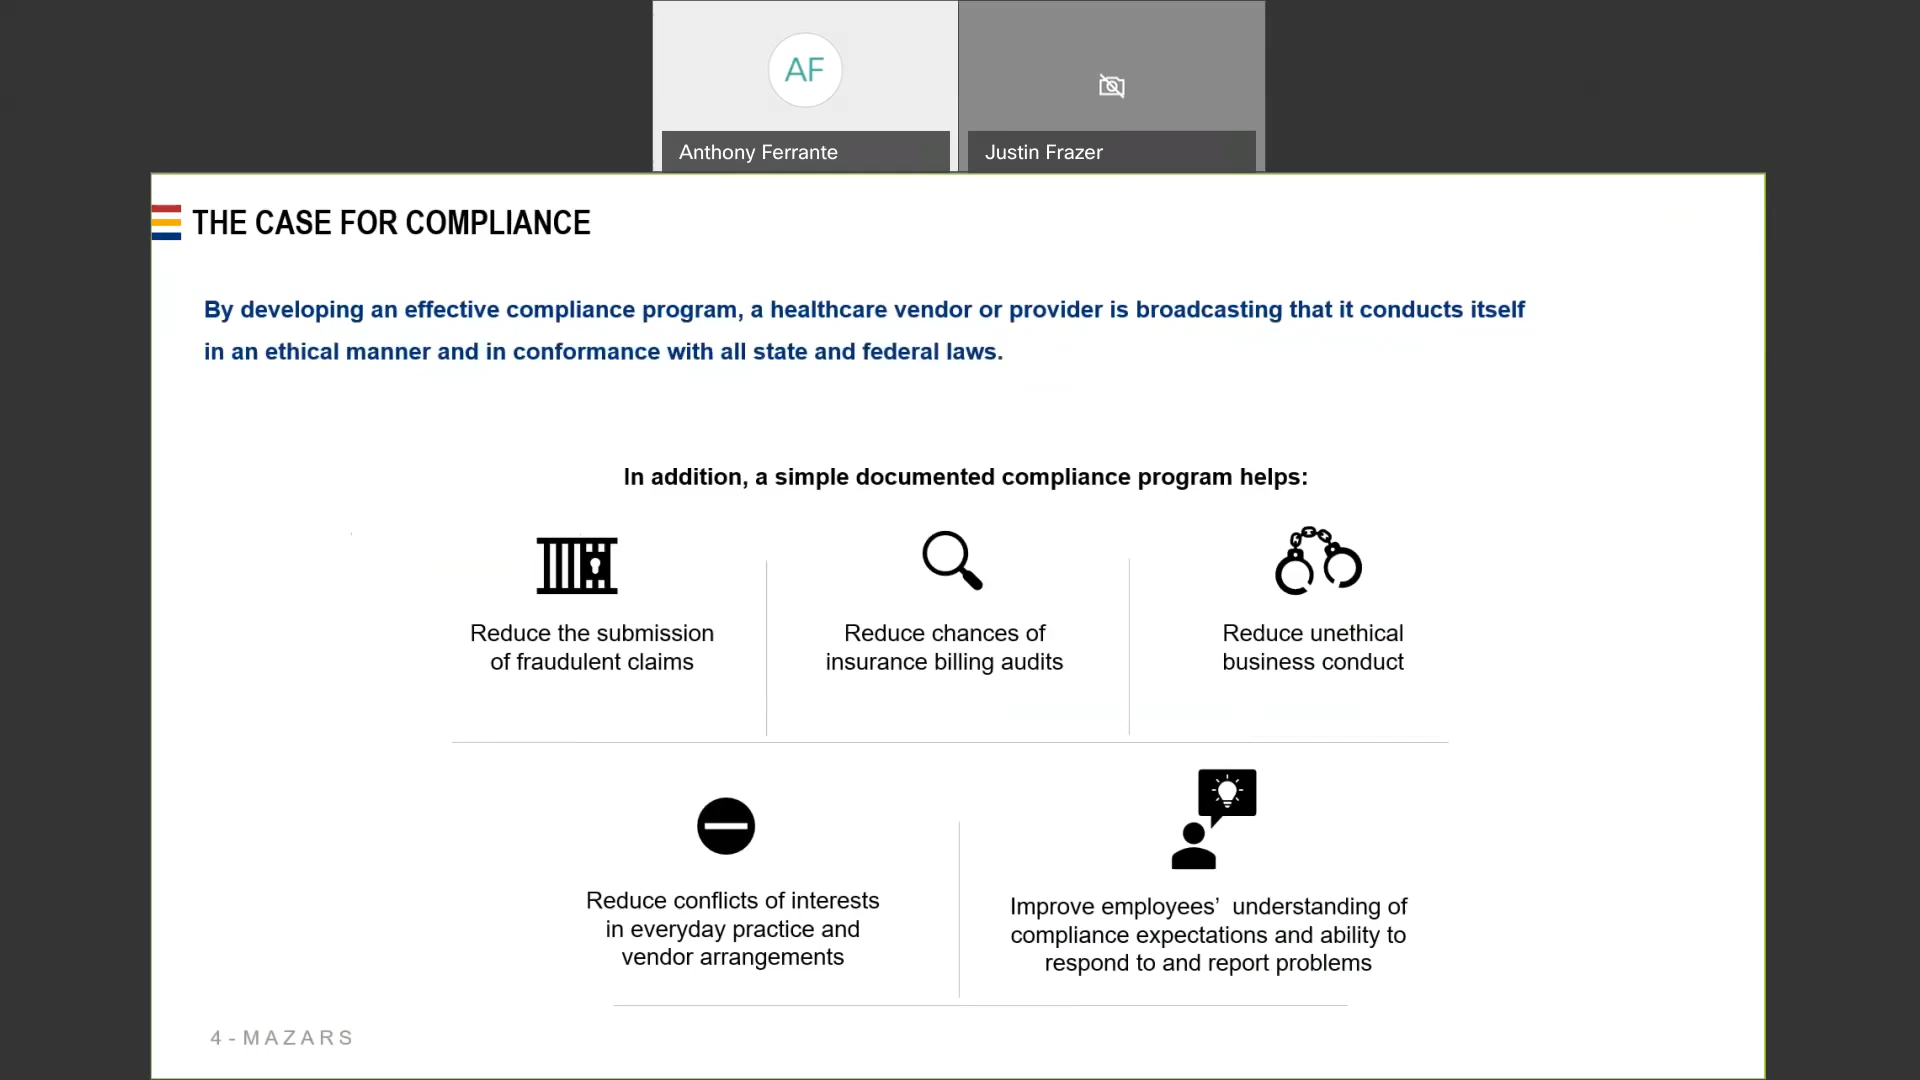 AF
Anthony Ferrante
Justin Frazer
THE CASE FOR COMPLIANCE
By developing an effective compliance program, a healthcare vendor or provider is broadcasting that it conducts itself
in an ethical manner and in conformance with all state and federal laws.
In addition, a simple documented compliance program helps:
Reduce the submission
of fraudulent claims
Reduce chances of
insurance billing audits
Reduce unethical
business conduct
Reduce conflicts of interests
in everyday practice and
vendor arrangements
Improve employees’ understanding of
compliance expectations and ability to
respond to and report problems
4 - MAZARS